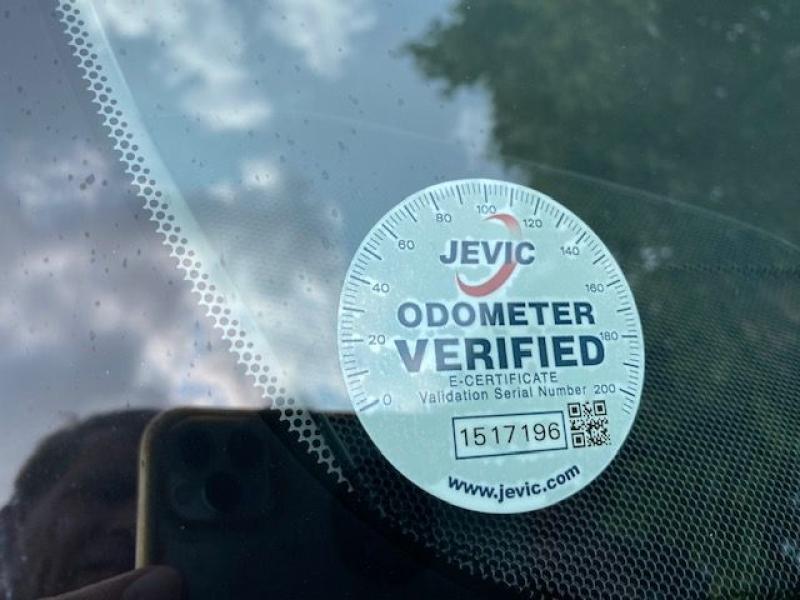 0 20 40 60 80 100 120 140 160 180 200
JEVIC
ODOMETER
VERIFIED
E-CERTIFICATE
Validation Serial Number
1517196
www.jevic.com